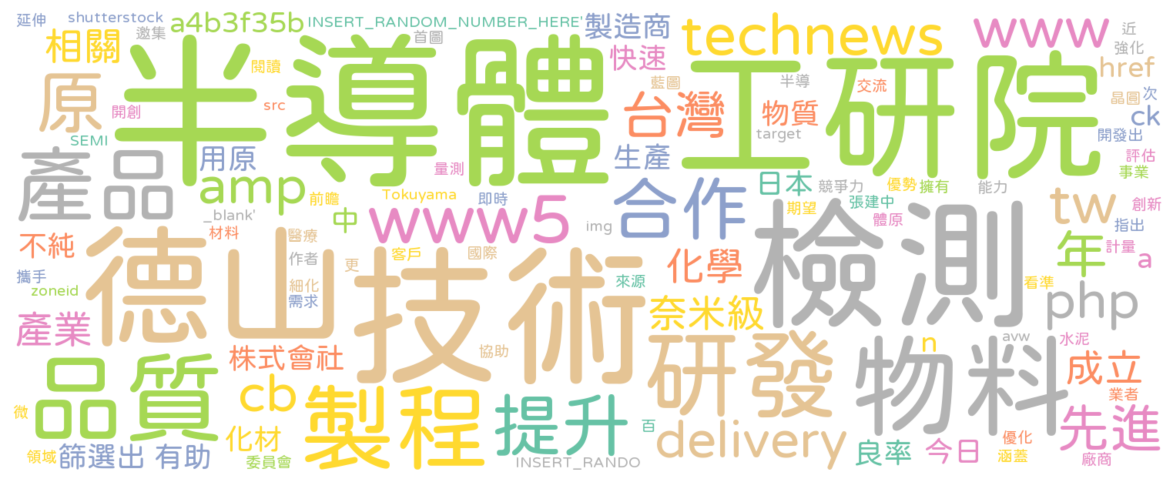 延伸 shutterstock a4b3f35b INSERT_RANDOM_NUMBER_HERE' 製造商 technews www 近
相關 邀集 首圖 快速 強化
原 閱讀 半導體 工研院 藍圖 半導 交流 href
開創 src 台灣 物質 晶圓 次
SEMI target ck
產品 用原 量測 生產 開發出
amp 前瞻 Tokuyama 即時 合作 日本 競爭力 優勢 擁有 能力 評估
事業
_blank' 中 www5 img 期望 張建中 tw 創新
不純 材料 醫療 體原 指出
德山 技術 檢測 年 計量 a
攜手 作者 更 客戶 國際 化學
zoneid 細化 來源 看準
產業 需求 奈米級 php
株式會社 協助 研發 物料 n avw 水泥
品質 cb 製程 提升 成立
微 百 業者
化材 delivery 先進
領域 篩選出 有助 委員會 INSERT_RANDO 良率 今日 優化
涵蓋 廠商